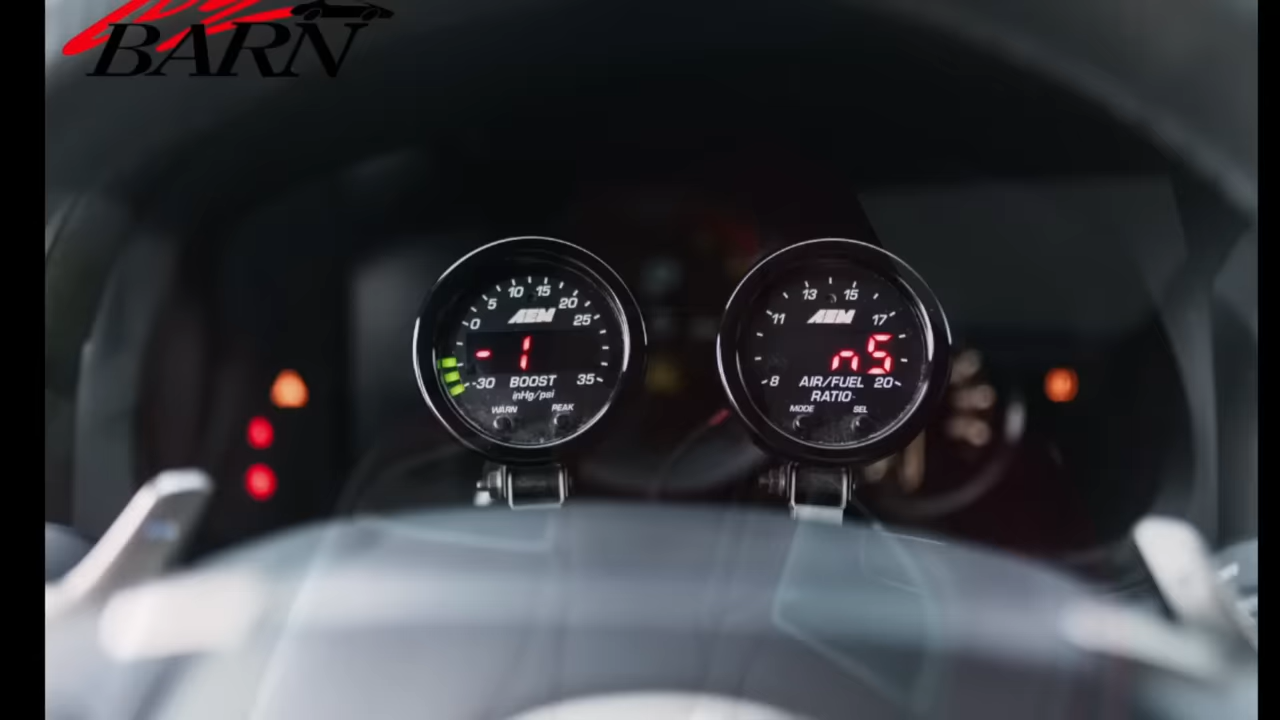 BARN
0 5 10 15 20 25
AEM
- 1
-30 BOOST 35
inHg/psi
WARN PEAK
11 13 15 17
AEM
n5
8 AIR/FUEL 20
RATIO
MODE SEL